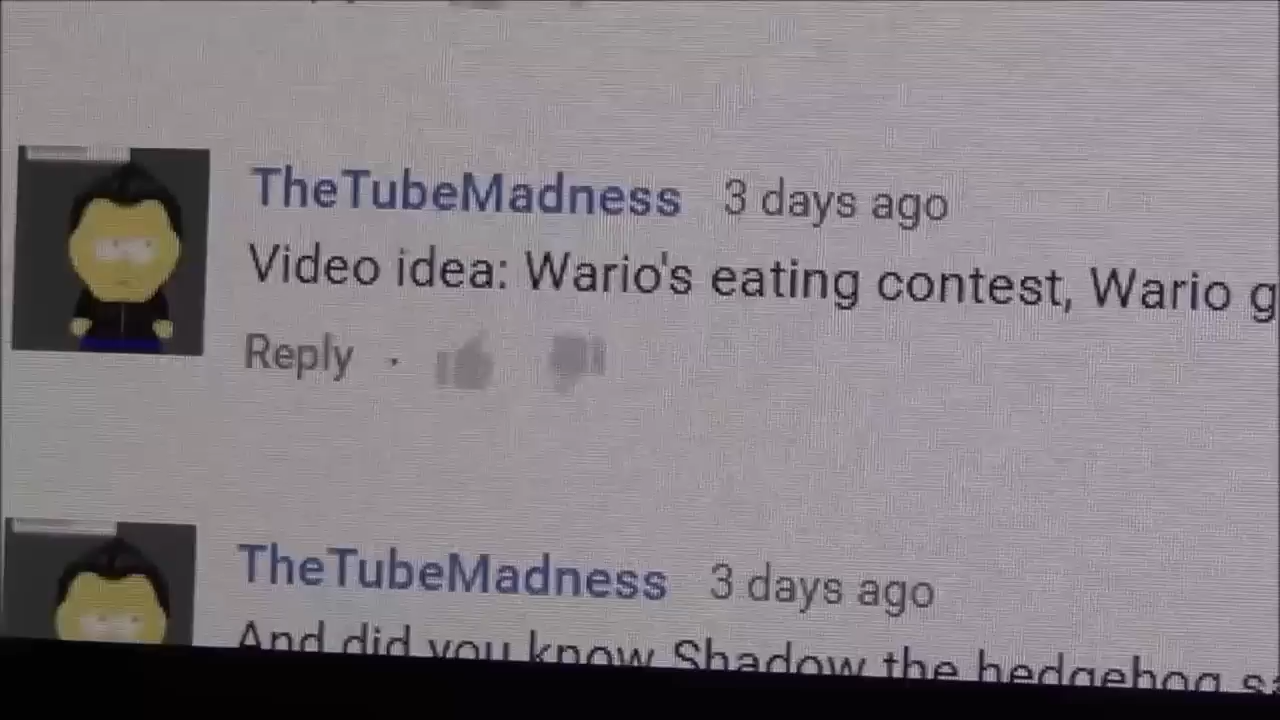 TheTubeMadness 3 days ago
Video idea: Wario's eating contest, Wario g
Reply ·
TheTubeMadness 3 days ago
And did you know Shadow the hedgehog sa